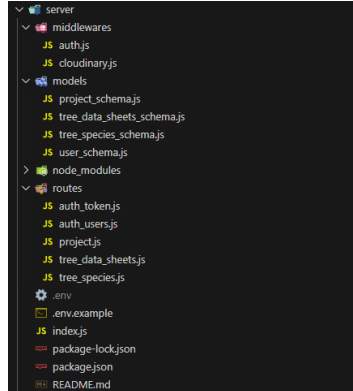 server
middlewares
JS auth.js
JS cloudinary.js
models
JS project_schema.js
JS tree_data_sheets_schema.js
JS tree_species_schema.js
JS user_schema.js
node_modules
routes
JS auth_token.js
JS auth_users.js
JS project.js
JS tree_data_sheets.js
JS tree_species.js
.env
.env.example
JS index.js
package-lock.json
package.json
README.md